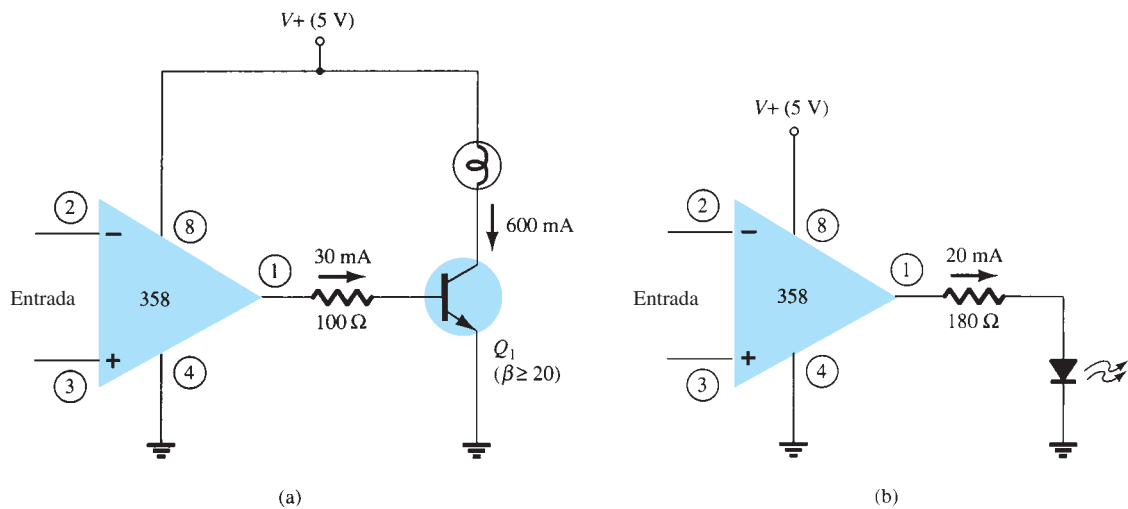 V+ (5 V)
2
8
600 mA
1
30 mA
Entrada
358
100 Ω
Q1
(β ≥ 20)
3
4
(a)
V+ (5 V)
2
8
1
20 mA
Entrada
358
180 Ω
3
4
(b)